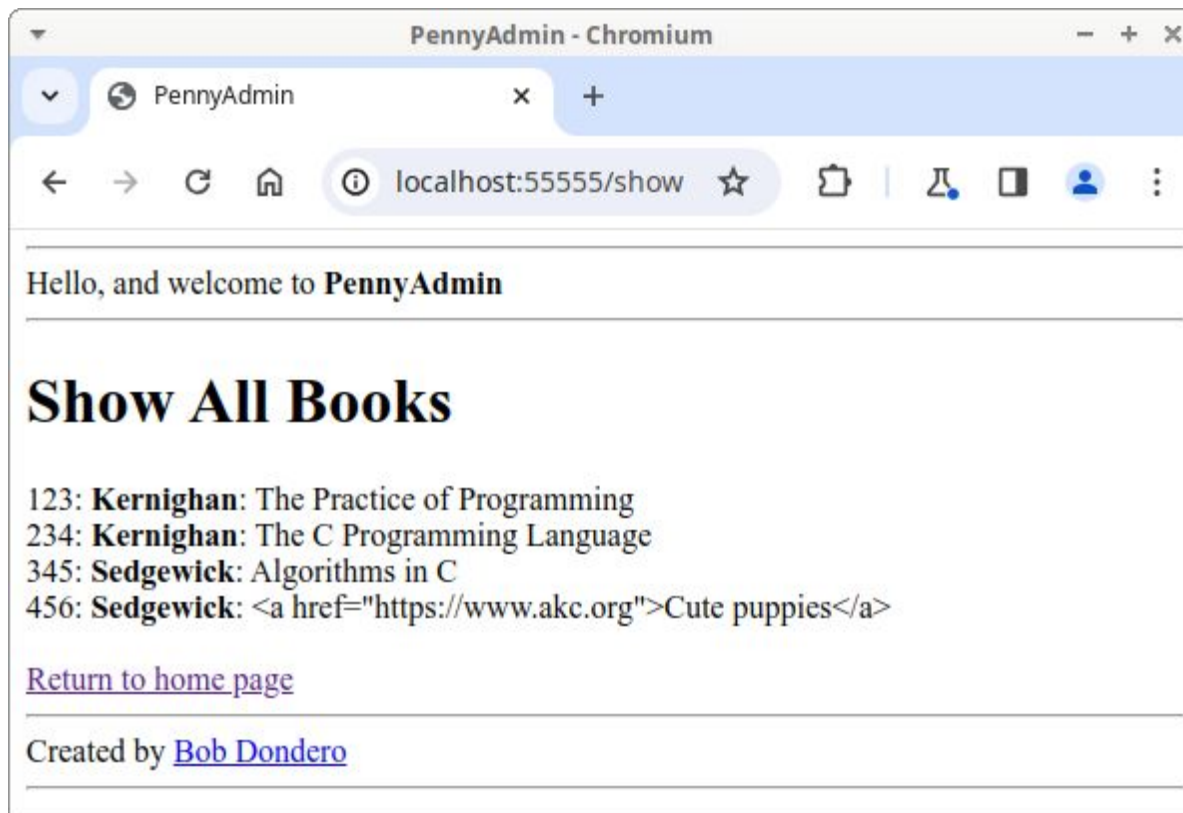 PennyAdmin - Chromium
PennyAdmin
localhost:55555/show
Hello, and welcome to PennyAdmin
Show All Books
123: Kernighan: The Practice of Programming
234: Kernighan: The C Programming Language
345: Sedgewick: Algorithms in C
456: Sedgewick: <a href="https://www.akc.org">Cute puppies</a>
Return to home page
Created by Bob Dondero